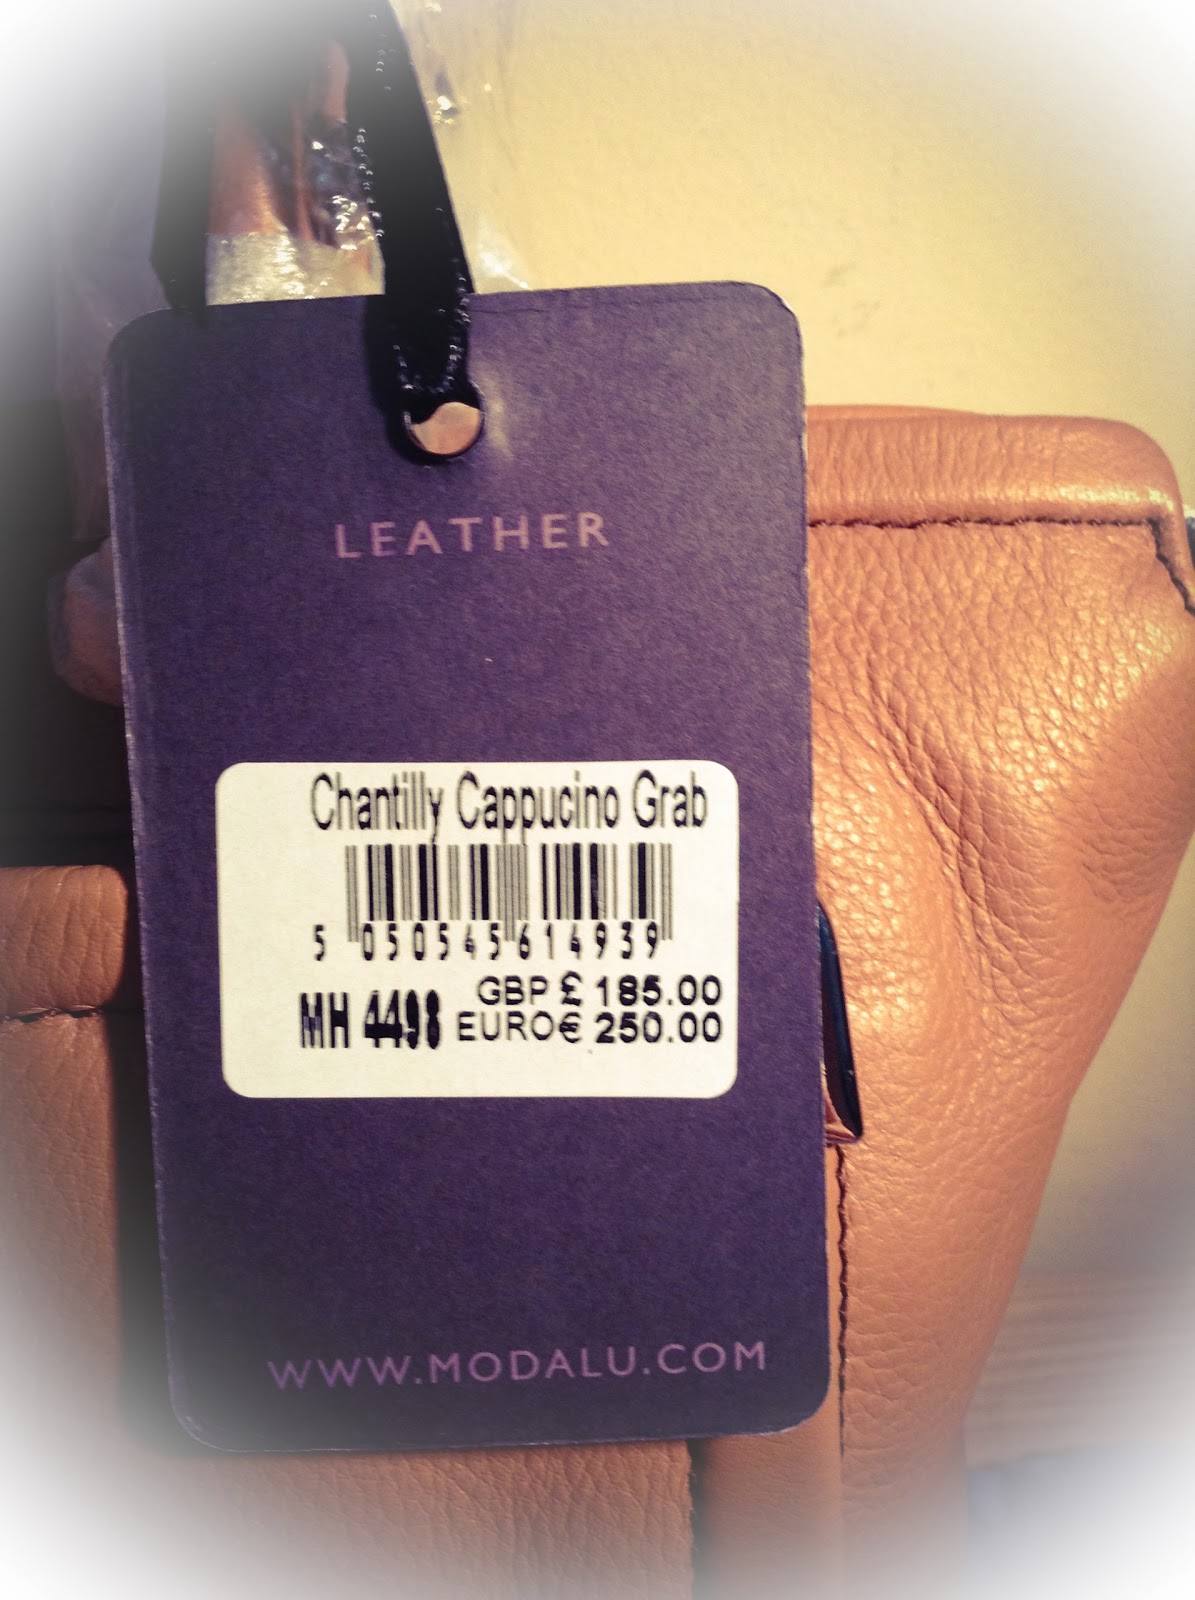 LEATHER
Chantilly Cappucino Grab
5 050545 614939
MH 4498 GBP £ 185.00
EURO€ 250.00
WWW.MODALU.COM